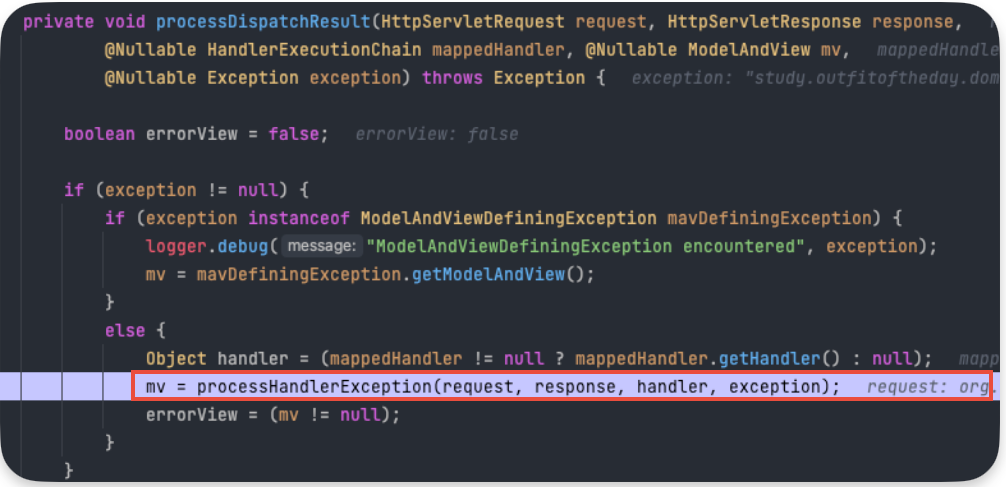 private void processDispatchResult(HttpServletRequest request, HttpServletResponse response,
@Nullable HandlerExecutionChain mappedHandler, @Nullable ModelAndView mv,   mappedHandle
@Nullable Exception exception) throws Exception {   exception: "study.outfitoftheday.dom
boolean errorView = false;   errorView: false
if (exception != null) {
if (exception instanceof ModelAndViewDefiningException mavDefiningException) {
logger.debug( message: "ModelAndViewDefiningException encountered", exception);
mv = mavDefiningException.getModelAndView();
}
else {
Object handler = (mappedHandler != null ? mappedHandler.getHandler() : null);   mapp
mv = processHandlerException(request, response, handler, exception);   request: org.
errorView = (mv != null);
}
}